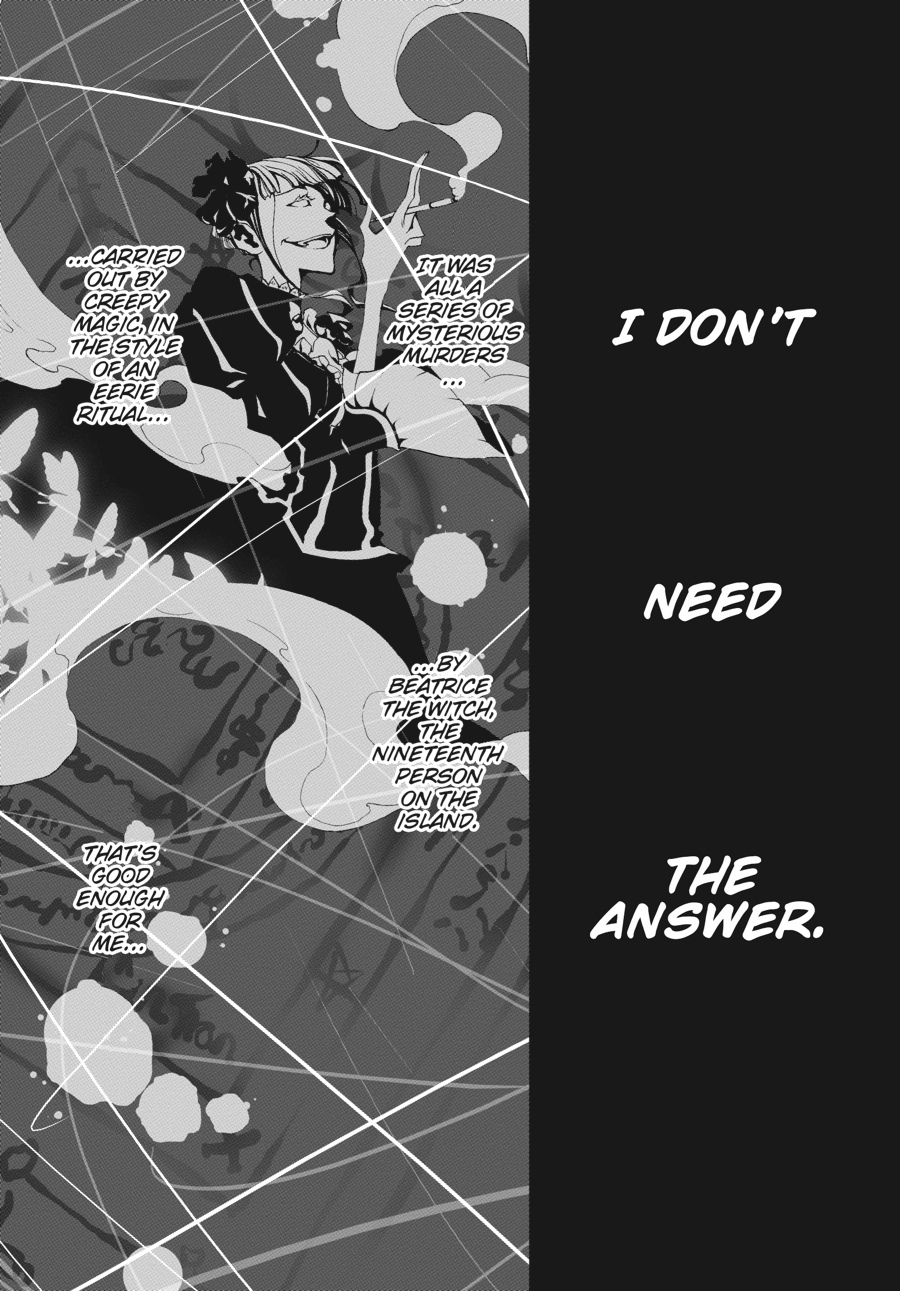 I DON'T
NEED
THE
ANSWER.
IT WAS
ALL A
SERIES OF
MYSTERIOUS
MURDERS
...
...CARRIED
OUT BY
CREEPY
MAGIC, IN
THE STYLE
OF AN
EERIE
RITUAL...
...BY
BEATRICE
THE WITCH,
THE
NINETEENTH
PERSON
ON THE
ISLAND.
THAT'S
GOOD
ENOUGH
FOR
ME...